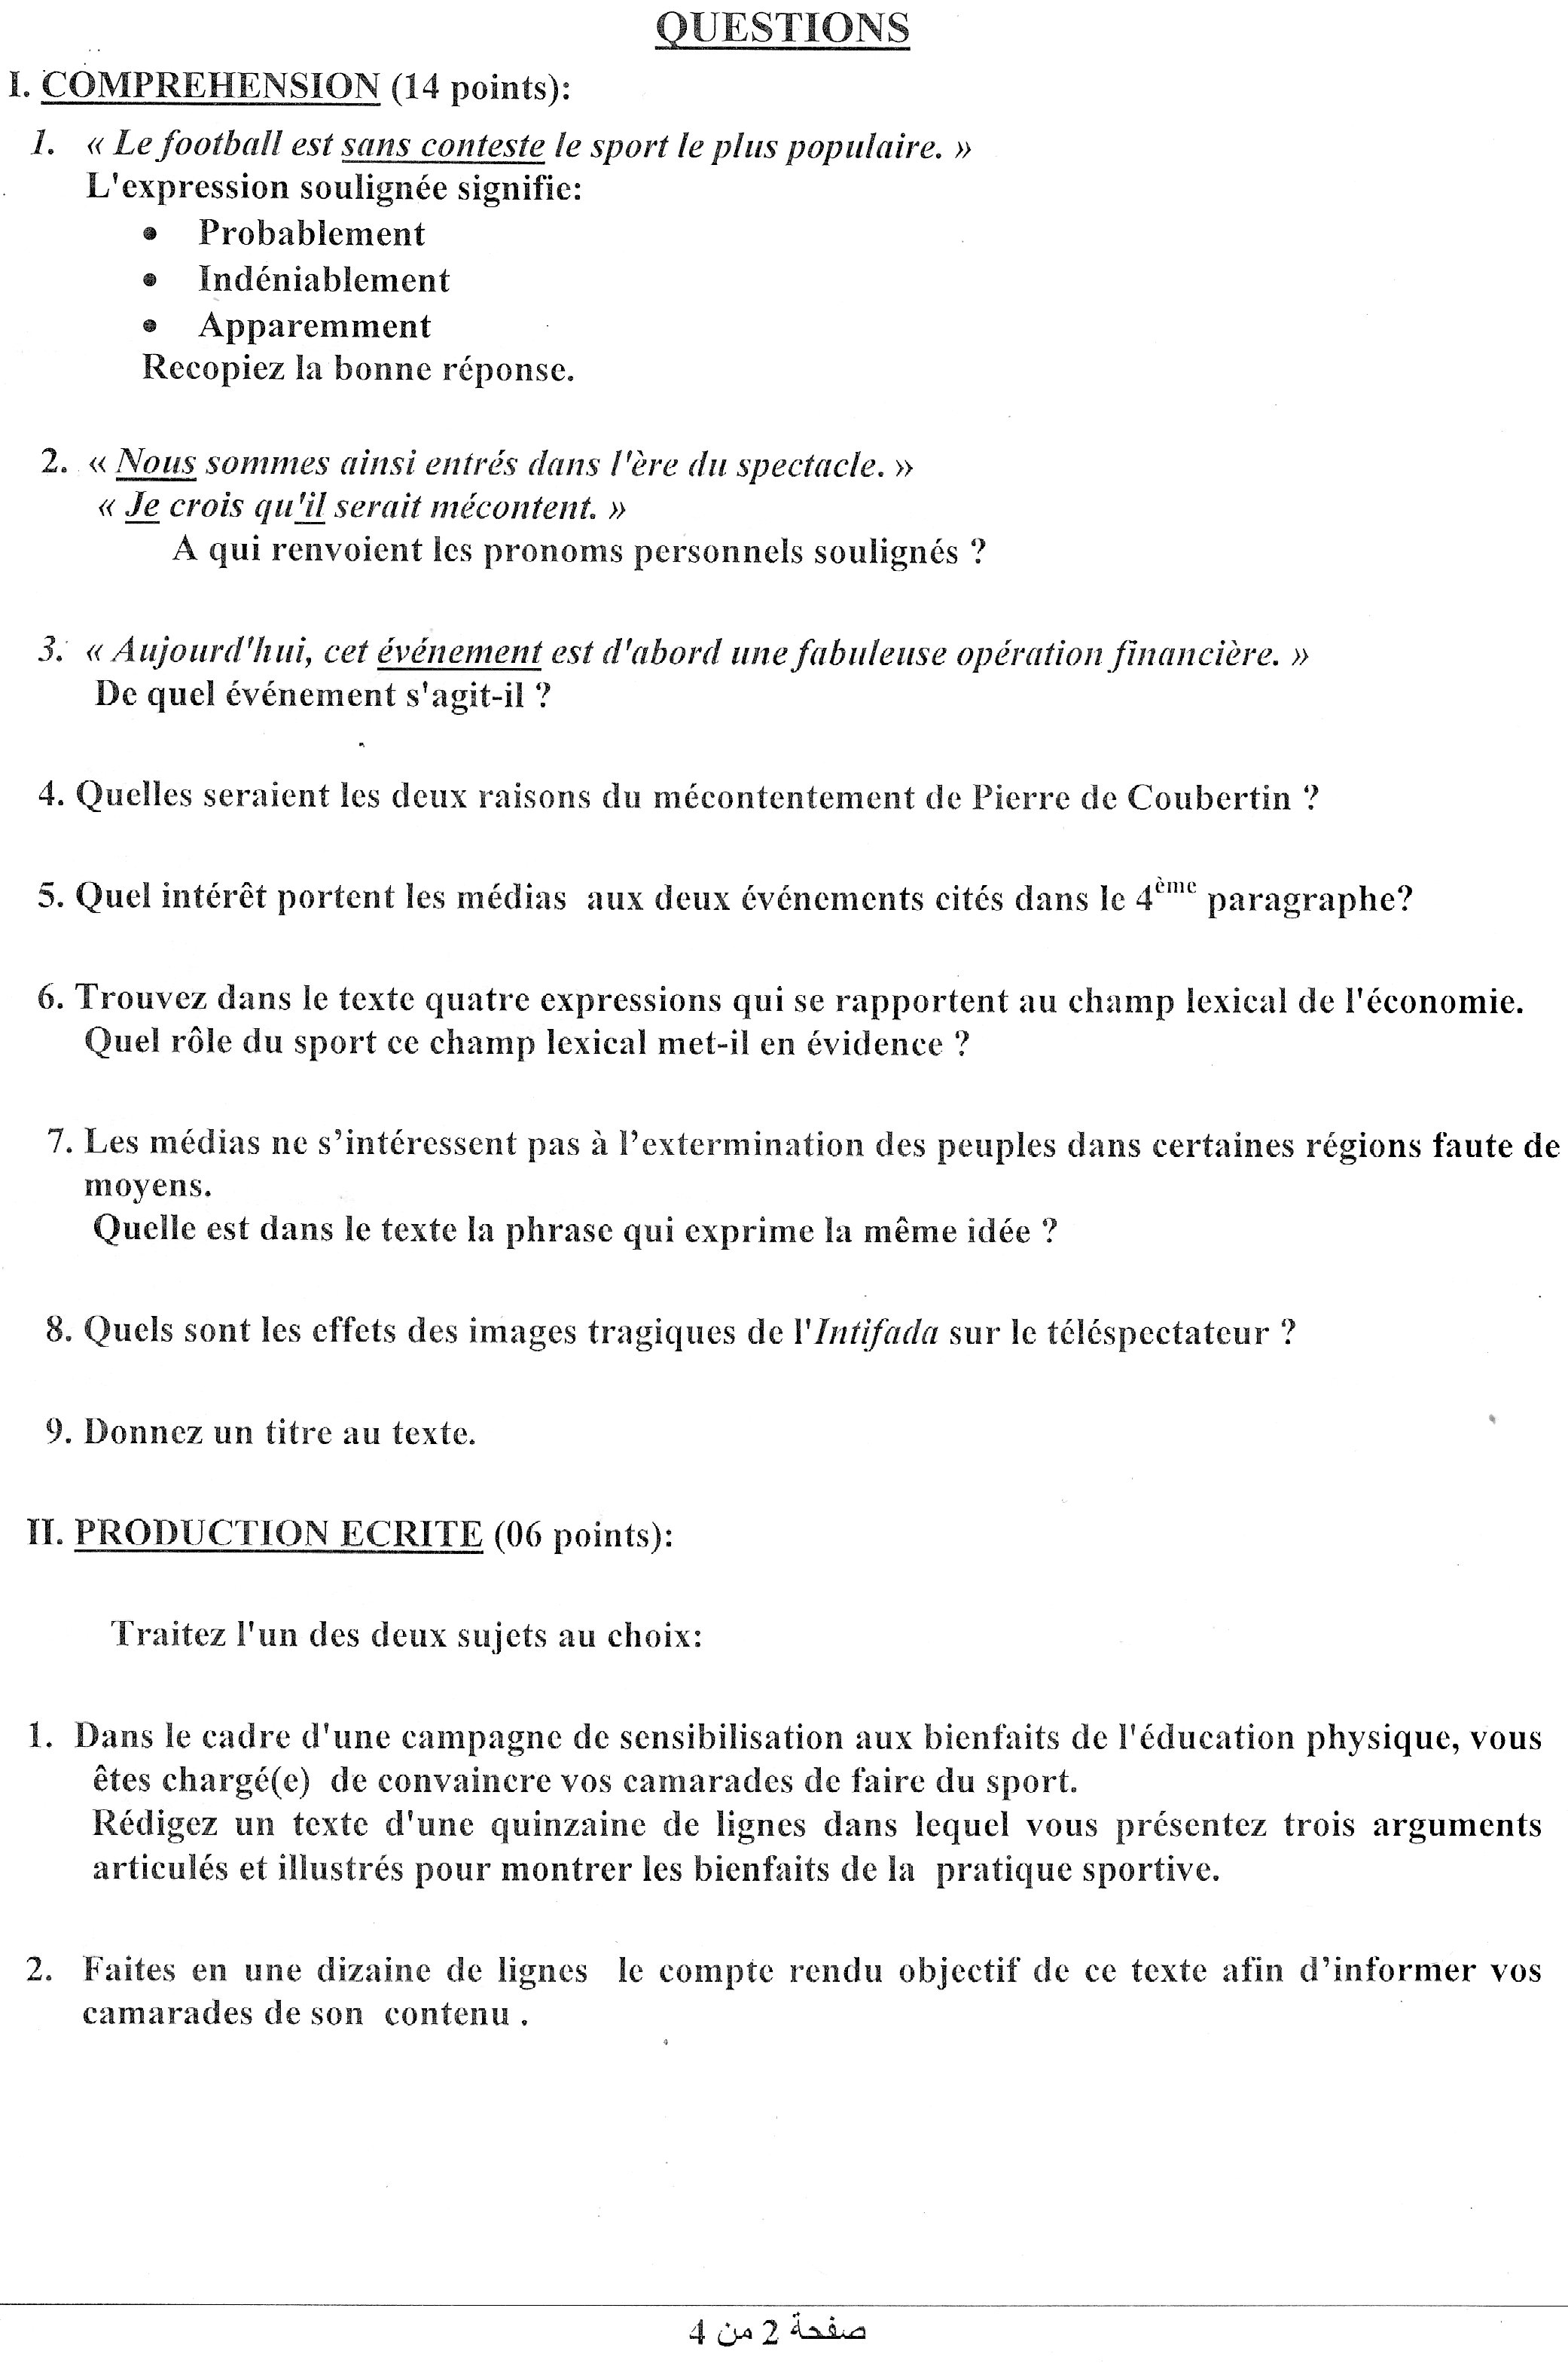 QUESTIONS
I. COMPREHENSION (14 points):
1. « Le football est sans conteste le sport le plus populaire. »
L'expression soulignée signifie:
• Probablement
• Indéniablement
• Apparemment
Recopiez la bonne réponse.
2. « Nous sommes ainsi entrés dans l'ère du spectacle. »
« Je crois qu'il serait mécontent. »
A qui renvoient les pronoms personnels soulignés ?
3. « Aujourd'hui, cet événement est d'abord une fabuleuse opération financière. »
De quel événement s'agit-il ?
4. Quelles seraient les deux raisons du mécontentement de Pierre de Coubertin ?
5. Quel intérêt portent les médias aux deux événements cités dans le 4ème paragraphe?
6. Trouvez dans le texte quatre expressions qui se rapportent au champ lexical de l'économie.
Quel rôle du sport ce champ lexical met-il en évidence ?
7. Les médias ne s’intéressent pas à l’extermination des peuples dans certaines régions faute de
moyens.
Quelle est dans le texte la phrase qui exprime la même idée ?
8. Quels sont les effets des images tragiques de l'Intifada sur le téléspectateur ?
9. Donnez un titre au texte.
II. PRODUCTION ECRITE (06 points):
Traitez l'un des deux sujets au choix:
1. Dans le cadre d'une campagne de sensibilisation aux bienfaits de l'éducation physique, vous
êtes chargé(e) de convaincre vos camarades de faire du sport.
Rédigez un texte d'une quinzaine de lignes dans lequel vous présentez trois arguments
articulés et illustrés pour montrer les bienfaits de la pratique sportive.
2. Faites en une dizaine de lignes le compte rendu objectif de ce texte afin d’informer vos
camarades de son contenu .
صفحة 2 من 4